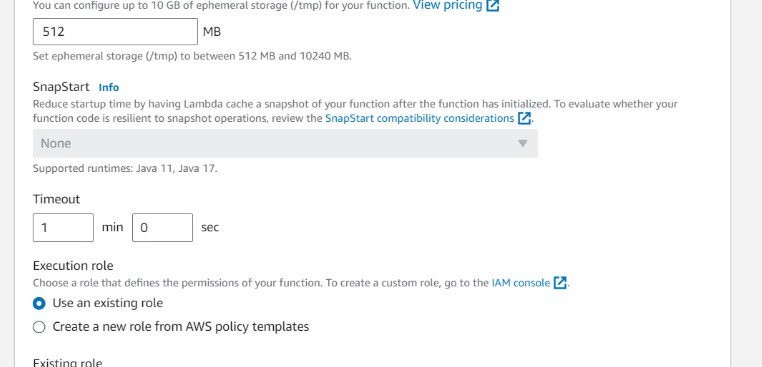 You can configure up to 10 GB of ephemeral storage (/tmp) for your function. View pricing
512 MB
Set ephemeral storage (/tmp) to between 512 MB and 10240 MB.
SnapStart Info
Reduce startup time by having Lambda cache a snapshot of your function after the function has initialized. To evaluate whether your
function code is resilient to snapshot operations, review the SnapStart compatibility considerations.
None
Supported runtimes: Java 11, Java 17.
Timeout
1 min 0 sec
Execution role
Choose a role that defines the permissions of your function. To create a custom role, go to the IAM console.
Use an existing role
Create a new role from AWS policy templates
Existing role